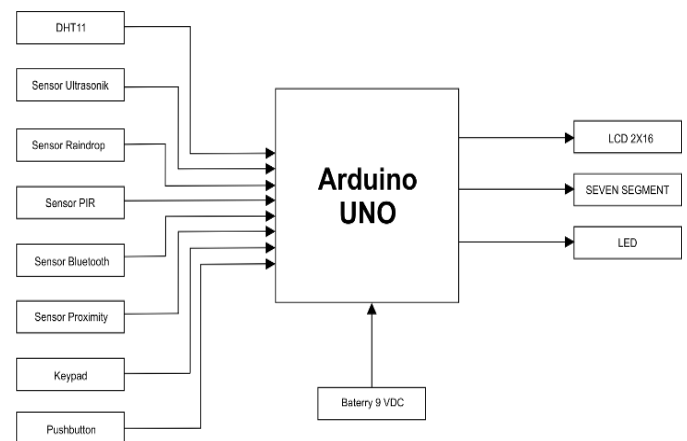 DHT11
Sensor Ultrasonik
Sensor Raindrop
Sensor PIR
Sensor Bluetooth
Sensor Proximity
Keypad
Pushbutton
Arduino
UNO
Baterry 9 VDC
LCD 2X16
SEVEN SEGMENT
LED